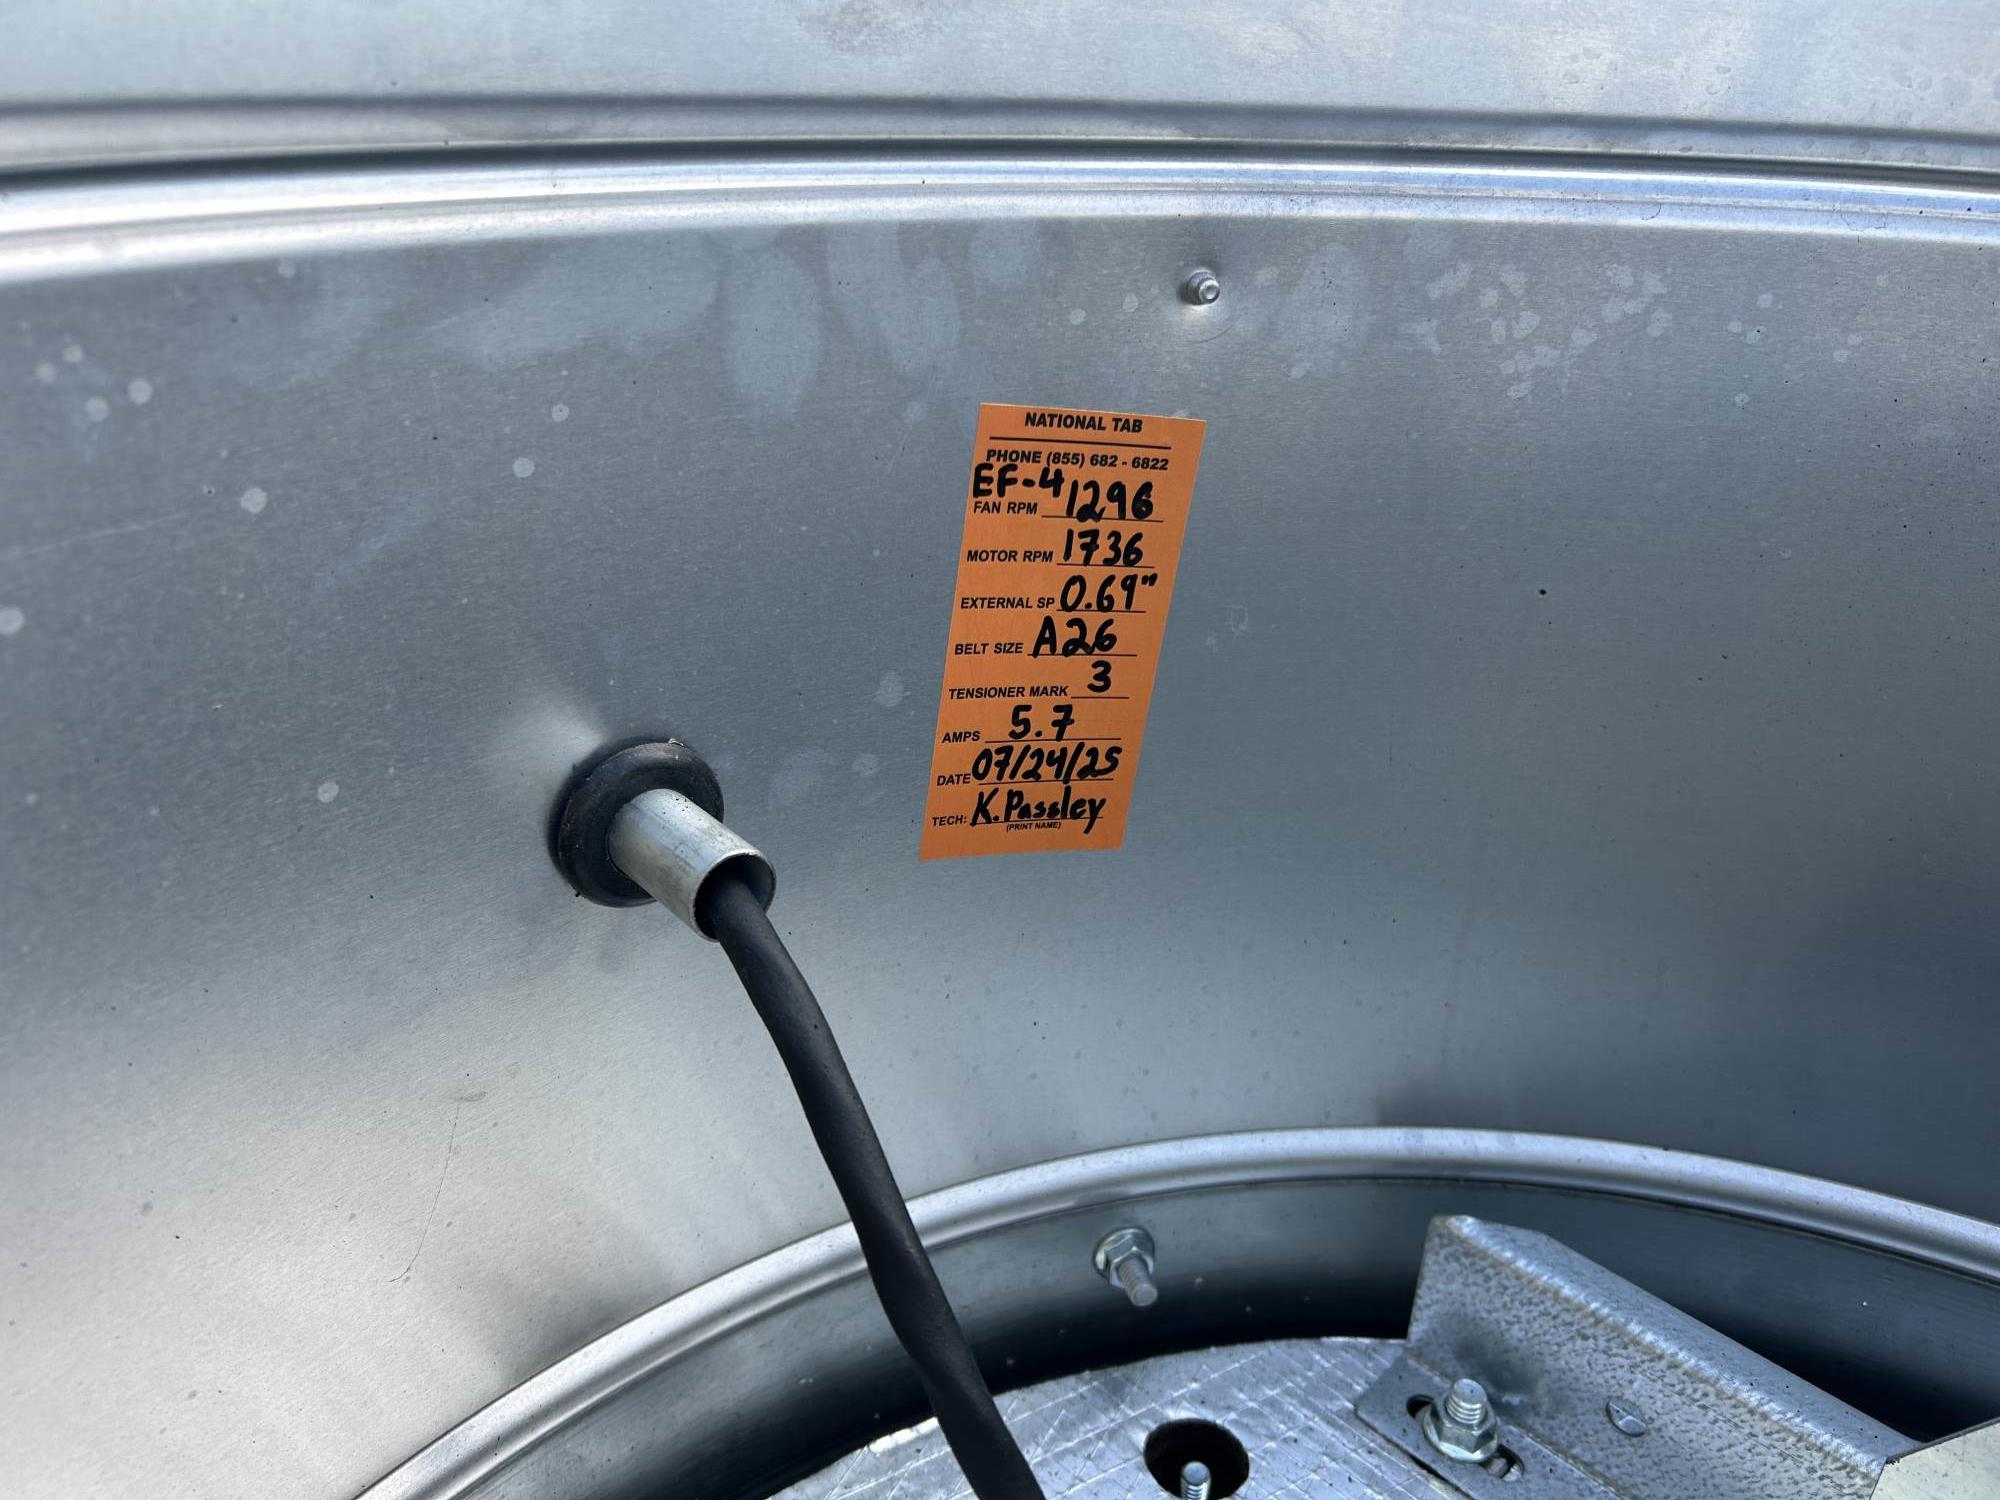 NATIONAL TAB
PHONE (855) 682 - 6822
EF-4
FAN RPM 1296
MOTOR RPM 1736
EXTERNAL SP 0.69"
BELT SIZE A26
TENSIONER MARK 3
AMPS 5.7
DATE 07/24/25
TECH: K. Passley
(PRINT NAME)